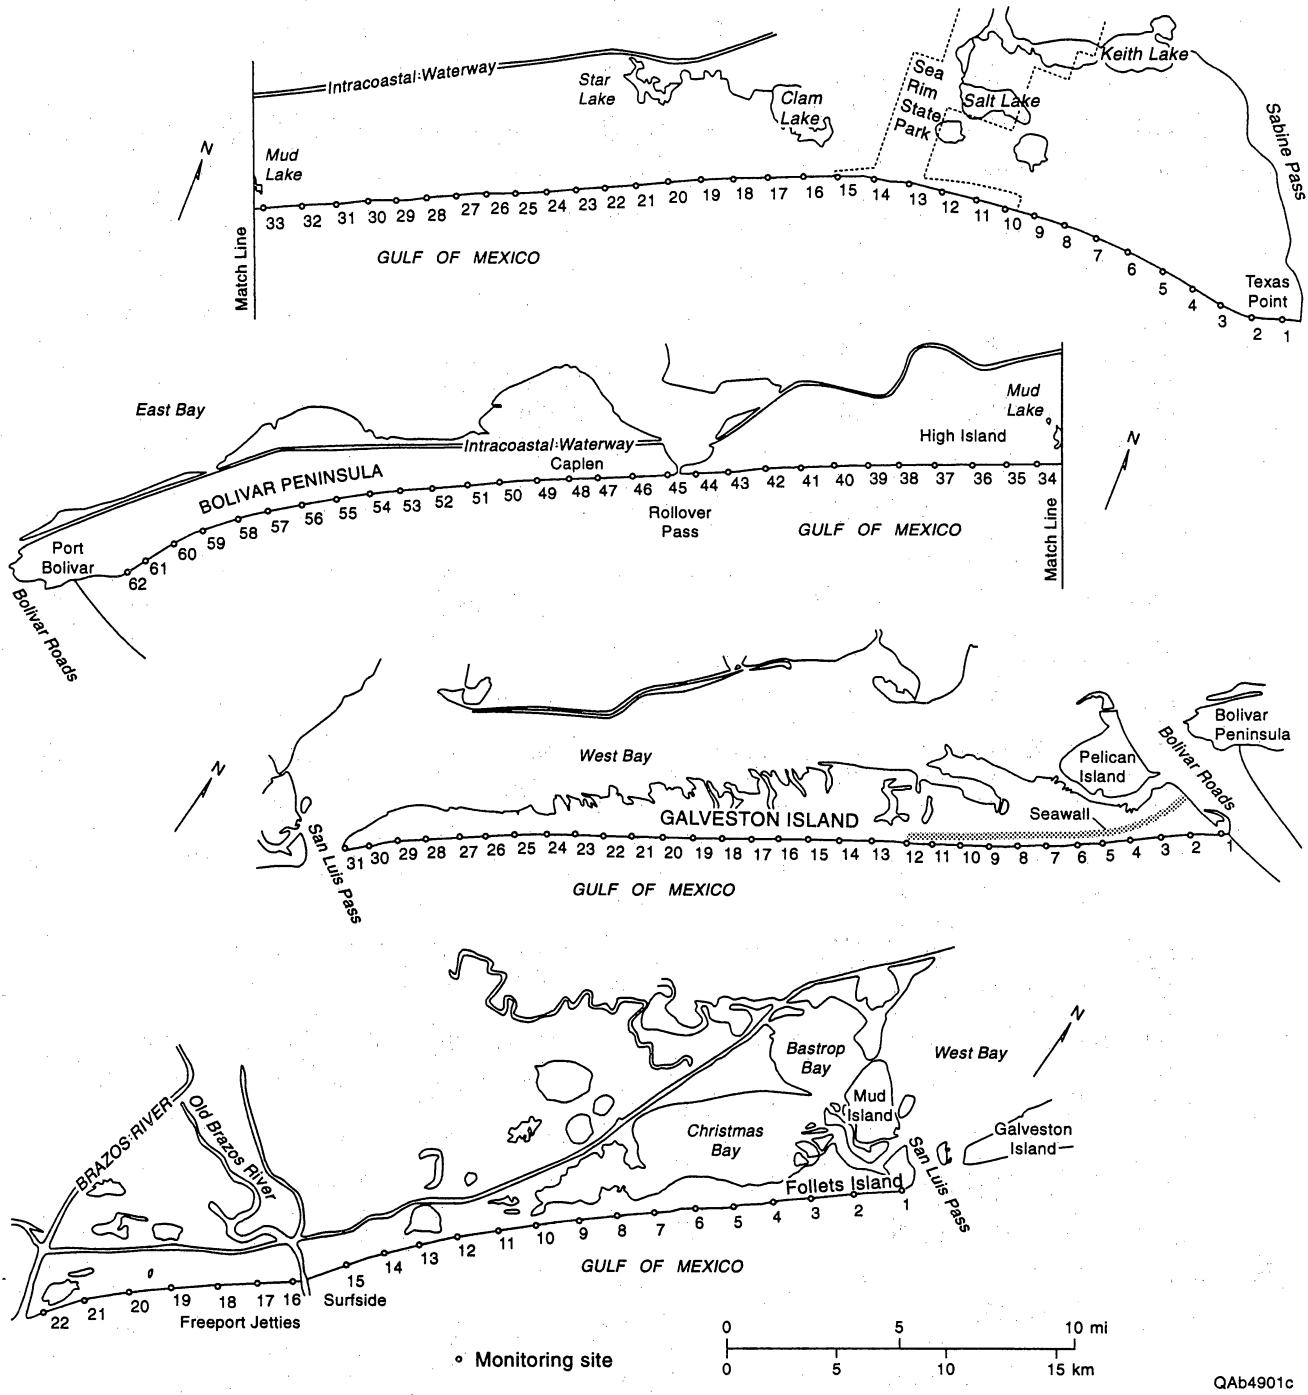 Intracoastal Waterway
Star
Lake
Clam
Lake
Sea
Rim
State
Park
Salt Lake
Keith Lake
Sabine Pass
N
Mud
Lake
33 32 31 30 29 28 27 26 25 24 23 22 21 20 19 18 17 16 15 14 13 12 11 10 9 8 7 6 5 4 3 2 1
Texas
Point
Match Line
GULF OF MEXICO
East Bay
Intracoastal Waterway
Caplen
Mud
Lake
High Island
N
BOLIVAR PENINSULA
62 61 60 59 58 57 56 55 54 53 52 51 50 49 48 47 46 45 44 43 42 41 40 39 38 37 36 35 34
Rollover
Pass
GULF OF MEXICO
Match Line
Port
Bolivar
Bolivar Roads
West Bay
N
Pelican
Island
Bolivar Roads
Bolivar
Peninsula
Seawall
GALVESTON ISLAND
San Luis Pass
31 30 29 28 27 26 25 24 23 22 21 20 19 18 17 16 15 14 13 12 11 10 9 8 7 6 5 4 3 2 1
GULF OF MEXICO
N
Bastrop
Bay
West Bay
Mud
Island
Christmas
Bay
Galveston
Island
San Luis Pass
Follets Island
BRAZOS RIVER
Old Brazos River
22 21 20 19 18 17 16 15 14 13 12 11 10 9 8 7 6 5 4 3 2 1
Surfside
Freeport Jetties
GULF OF MEXICO
0 5 10 mi
0 5 10 15 km
Monitoring site
QAb4901c